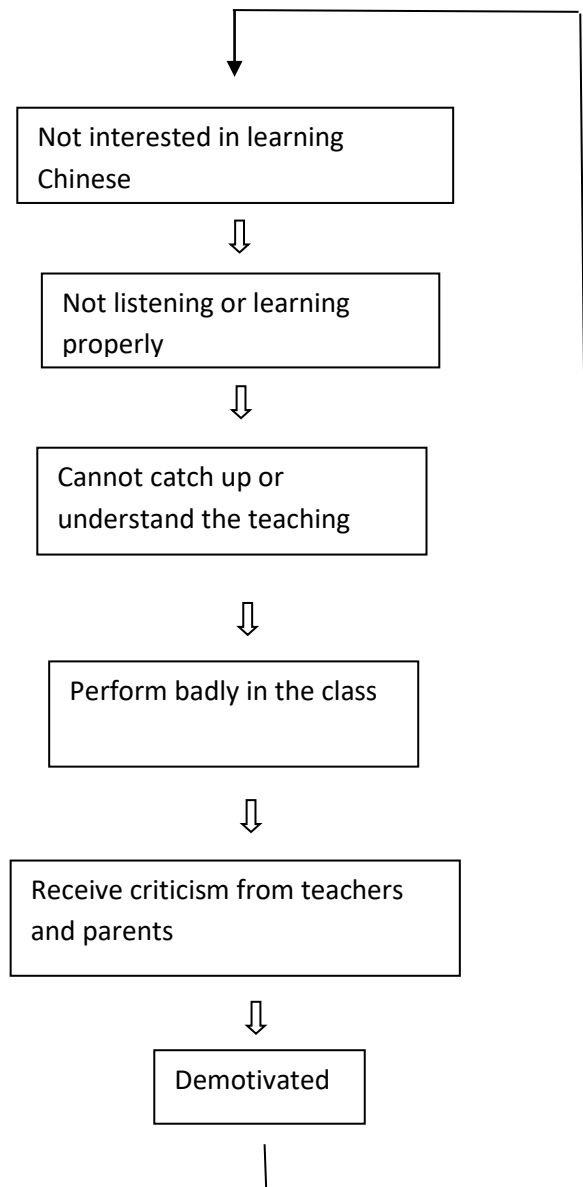 Not interested in learning
Chinese
Not listening or learning
properly
Cannot catch up or
understand the teaching
Perform badly in the class
Receive criticism from teachers
and parents
Demotivated